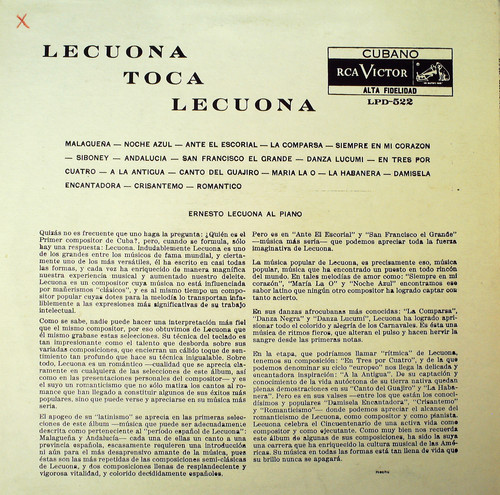 X
LECUONA
TOCA
LECUONA
CUBANO
RCA VICTOR
ALTA FIDELIDAD
LPD-522
MALAGUEÑA — NOCHE AZUL — ANTE EL ESCORIAL — LA COMPARSA — SIEMPRE EN MI CORAZON
— SIBONEY — ANDALUCIA — SAN FRANCISCO EL GRANDE — DANZA LUCUMI — EN TRES POR
CUATRO — A LA ANTIGUA — CANTO DEL GUAJIRO — MARIA LA O — LA HABANERA — DAMISELA
ENCANTADORA — CRISANTEMO — ROMANTICO
ERNESTO LECUONA AL PIANO
Quizás no es frecuente que uno haga la pregunta: ¿Quién es el
Primer compositor de Cuba?, pero, cuando se formula, sólo
hay una respuesta: Lecuona. Indudablemente Lecuona es uno
de los grandes entre los músicos de fama mundial, y certa-
mente uno de los más versátiles, él ha escrito en casi todas
las formas, y cada vez ha enriquecido de manera magnífica
nuestra experiencia musical y aumentado nuestro deleite.
Lecuona es un compositor cuya música no está influenciada
por mañerismos "clásicos", y es al mismo tiempo un compo-
sitor popular cuyas dotes para la melodía lo transportan infa-
liblemente a las expresiones más significativas de su trabajo
intelectual.
Como se sabe, nadie puede hacer una interpretación más fiel
que el mismo compositor, por eso obtuvimos de Lecuona que
él mismo grabase estas selecciones. Su técnica del teclado es
tan impresionante como el talento que desborda sobre sus
variadas composiciones, que encierran un cálido toque de sen-
timiento tan profundo que hace su técnica inigualable. Sobre
todo, Lecuona es un romántico —cualidad que se aprecia cla-
ramente en cualquiera de las selecciones de este álbum, así
como en las presentaciones personales del compositor— y es
el suyo un romanticismo que no sólo matiza los cantos al ro-
mance que han llegado a constituir algunos de sus éxitos más
populares, sino que puede verse y apreciarse en su música más
seria.
El apogeo de su "latinismo" se aprecia en las primeras selec-
ciones de este álbum —música que puede ser adecuadamente
descrita como perteneciente al "período español de Lecuona":
Malagueña y Andalucía— cada una de ellas un canto a una
provincia española, escasamente requieren una introducción
ni aún para el más desaprensivo amante de la música, pues
éstas son las más repetidas de las composiciones semi-clásicas
de Lecuona, y dos composiciones llenas de resplandeciente y
vigorosa vitalidad, y colorido decididamente españoles.
Pero es en "Ante El Escorial" y "San Francisco el Grande"
—música más seria— que podemos apreciar toda la fuerza
imaginativa de Lecuona.
La música popular de Lecuona, es precisamente eso, música
popular, música que ha encontrado un puesto en todo rincón
del mundo. En tales melodías de amor como: "Siempre en mi
corazón", "María La O" y "Noche Azul" encontramos ese
sabor latino que ningún otro compositor ha logrado captar con
tanto acierto.
En sus danzas afrocubanas más conocidas: "La Comparsa",
"Danza Negra" y "Danza Lucumí", Lecuona ha logrado apri-
sionar todo el colorido y alegría de los Carnavales. Es ésta una
música de ritmos fieros, que alteran el pulso y hacen hervir la
sangre desde las primeras notas.
En la etapa, que podríamos llamar "rítmica" de Lecuona,
tenemos su composición: "En Tres por Cuatro", y de la que
podemos denominar su ciclo "europeo" nos llega la delicada y
encantadora inspiración: "A la Antigua". De su captación y
conocimiento de la vida autóctona de su tierra nativa quedan
plenas demostraciones en su "Canto del Guajiro" y "La Haba-
nera". Pero es en sus valses —entre los que están los conoci-
dísimos y populares "Damisela Encantadora", "Crisantemo"
y "Romanticismo"— donde podemos apreciar el alcance del
romanticismo de Lecuona, como compositor y como pianista.
Lecuona celebra el Cincuentenario de una activa vida como
compositor y como ejecutante. Como muy bien nos recuerda
este álbum de algunas de sus composiciones, ha sido la suya
una carrera que ha enriquecido la cultura musical de las Amé-
ricas. Su música en todas las formas está tan llena de vida que
su brillo nunca se apagará.